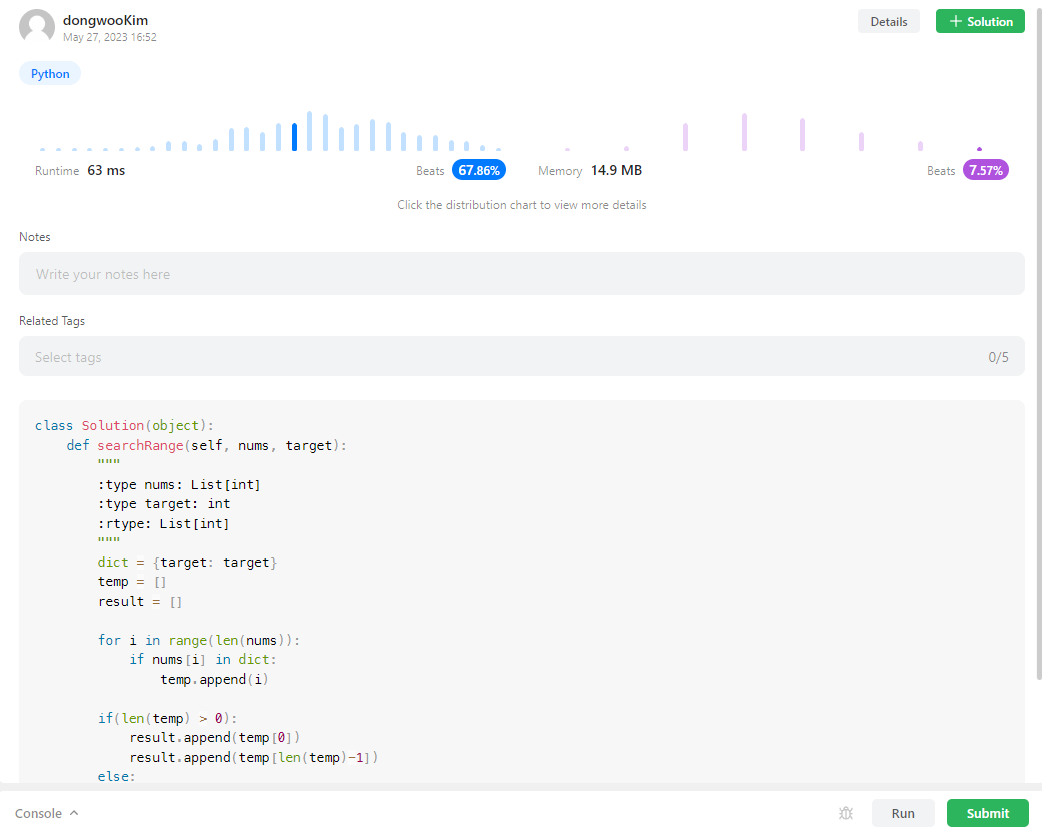 dongwooKim
May 27, 2023 16:52
Details
+ Solution
Python
Runtime 63 ms
Beats 67.86%
Memory 14.9 MB
Beats 7.57%
Click the distribution chart to view more details
Notes
Write your notes here
Related Tags
Select tags
0/5
class Solution(object):
    def searchRange(self, nums, target):
        """
        :type nums: List[int]
        :type target: int
        :rtype: List[int]
        """
        dict = {target: target}
        temp = []
        result = []
        for i in range(len(nums)):
            if nums[i] in dict:
                temp.append(i)
        if(len(temp) > 0):
            result.append(temp[0])
            result.append(temp[len(temp)-1])
        else:
Console
Run
Submit